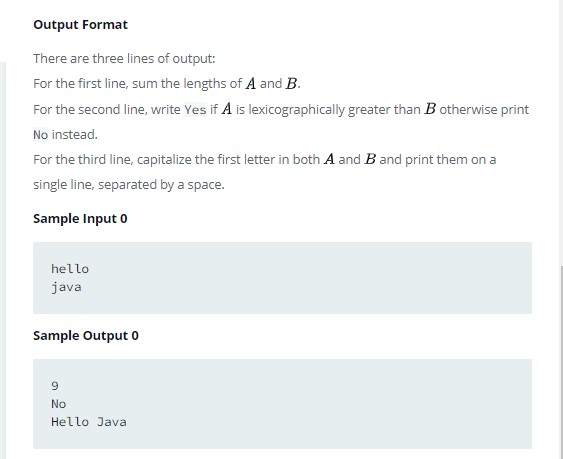 Output Format
There are three lines of output:
For the first line, sum the lengths of A and B.
For the second line, write Yes if A is lexicographically greater than B otherwise print
No instead.
For the third line, capitalize the first letter in both A and B and print them on a
single line, separated by a space.
Sample Input 0
hello
java
Sample Output 0
9
No
Hello Java